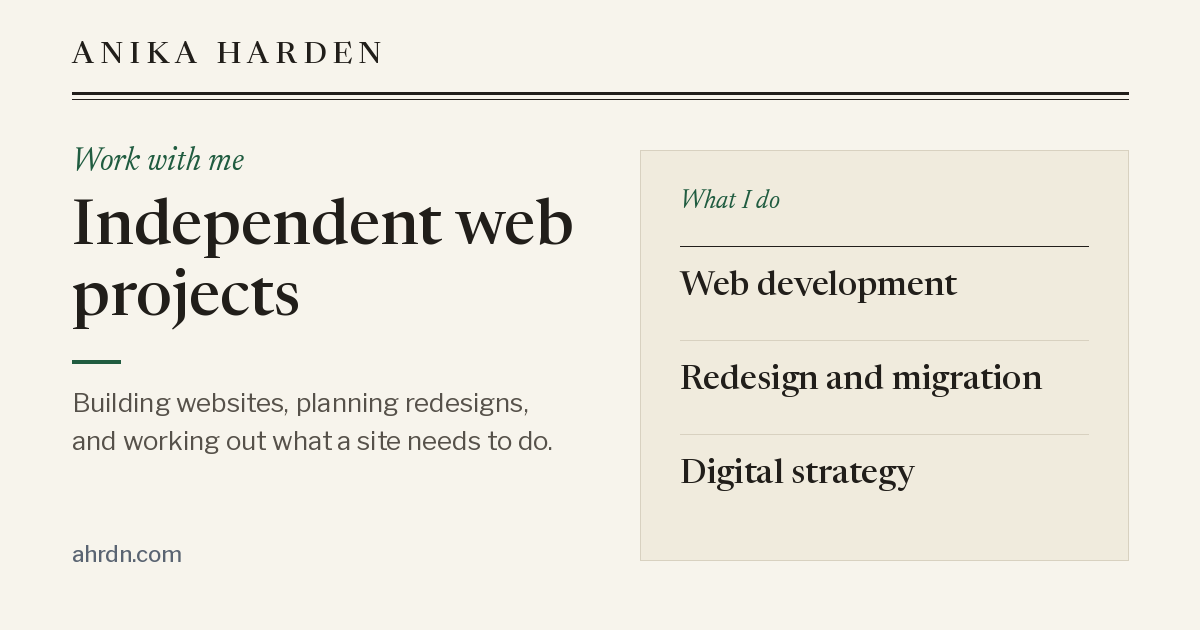 ANIKA HARDEN
Work with me
Independent web
projects
Building websites, planning redesigns,
and working out what a site needs to do.
ahrdn.com
What I do
Web development
Redesign and migration
Digital strategy